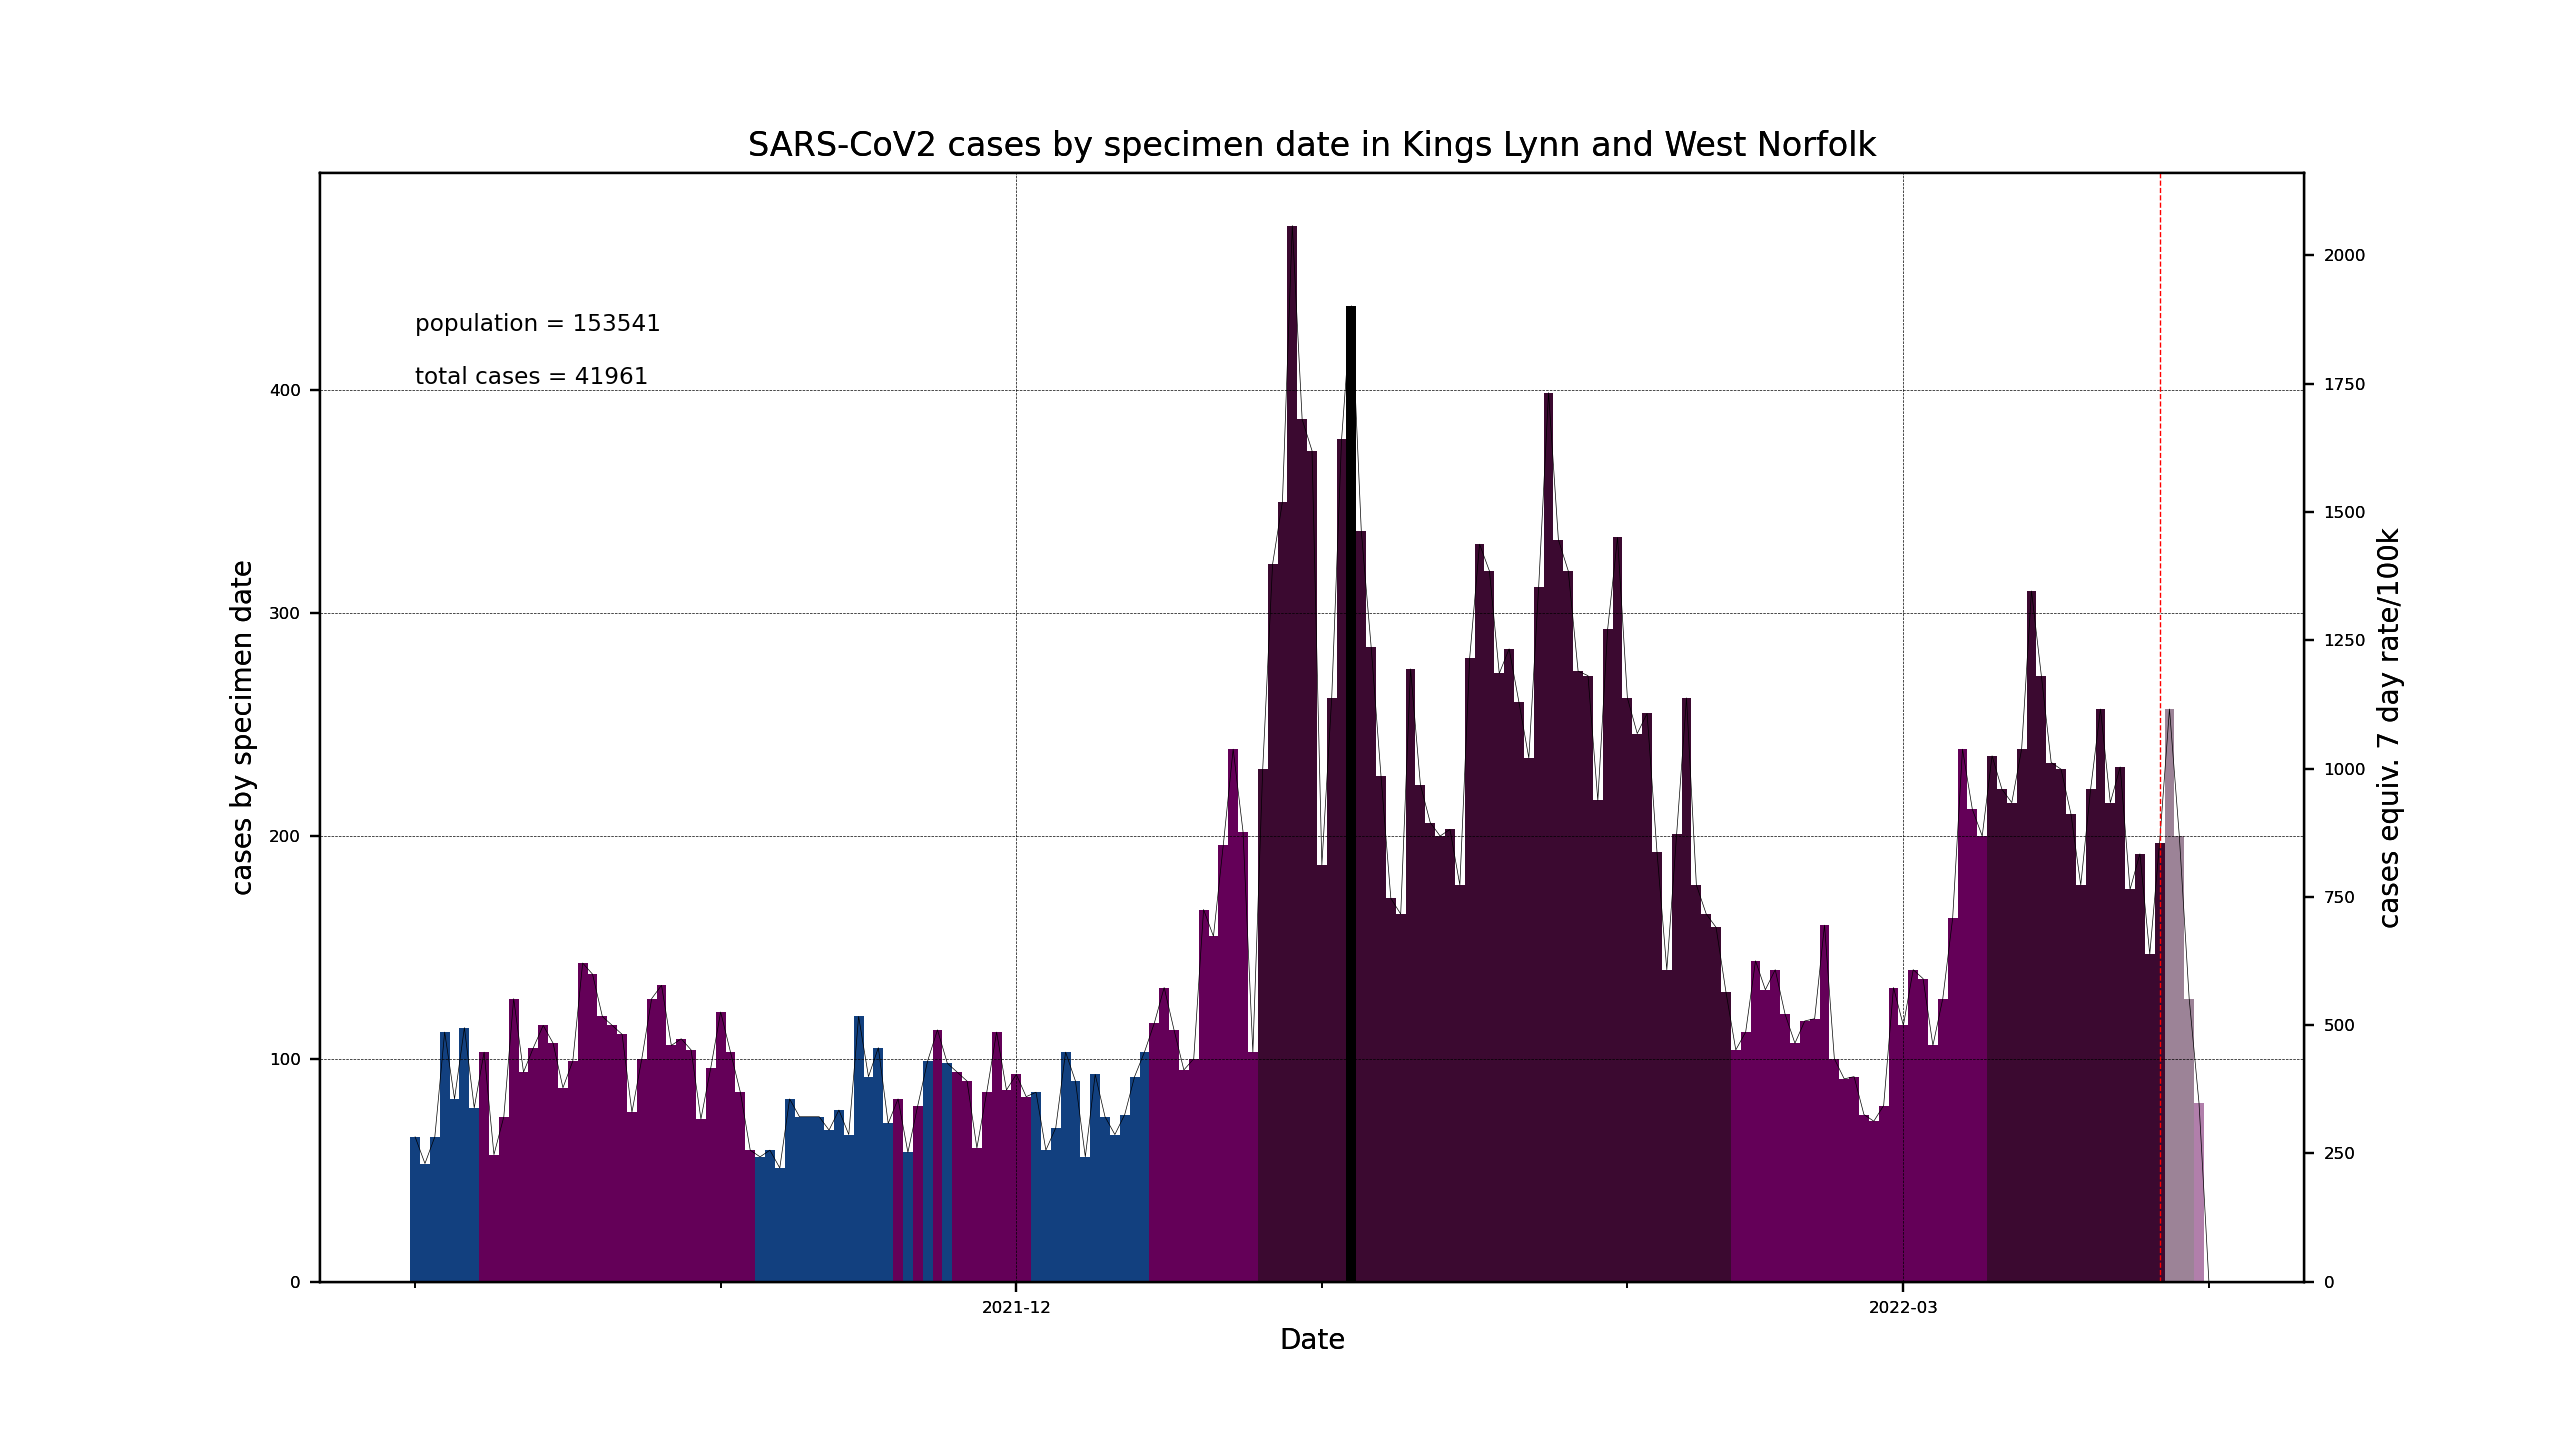 SARS-CoV2 cases by specimen date in Kings Lynn and West Norfolk
population = 153541
total cases = 41961
cases by specimen date
400
300
200
100
0
2000
1750
1500
1250
1000
750
500
250
0
cases equiv. 7 day rate/100k
2021-12
2022-03
Date